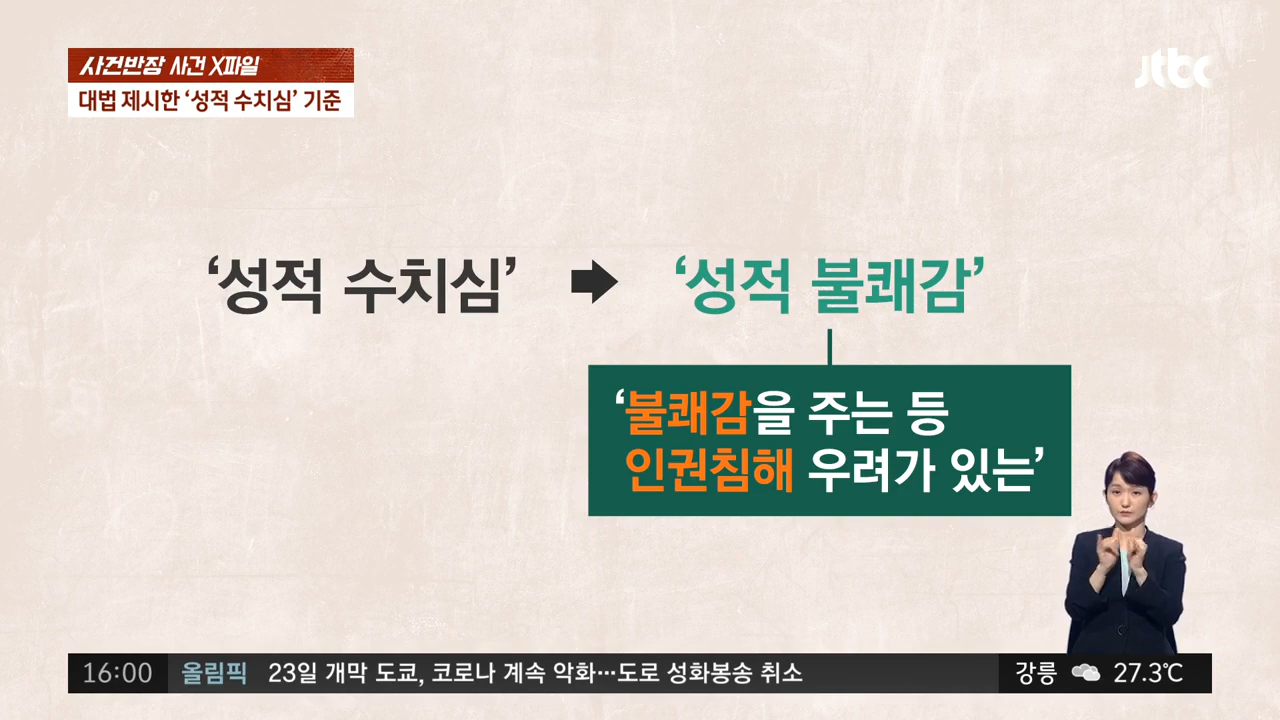 사건반장 사건 X파일
jtbc
대법 제시한 ‘성적 수치심’ 기준
‘성적 수치심’ ➡ ‘성적 불쾌감’
‘불쾌감을 주는 등
인권침해 우려가 있는’
16:00 올림픽 23일 개막 도쿄, 코로나 계속 악화…도로 성화봉송 취소 강릉 27.3℃